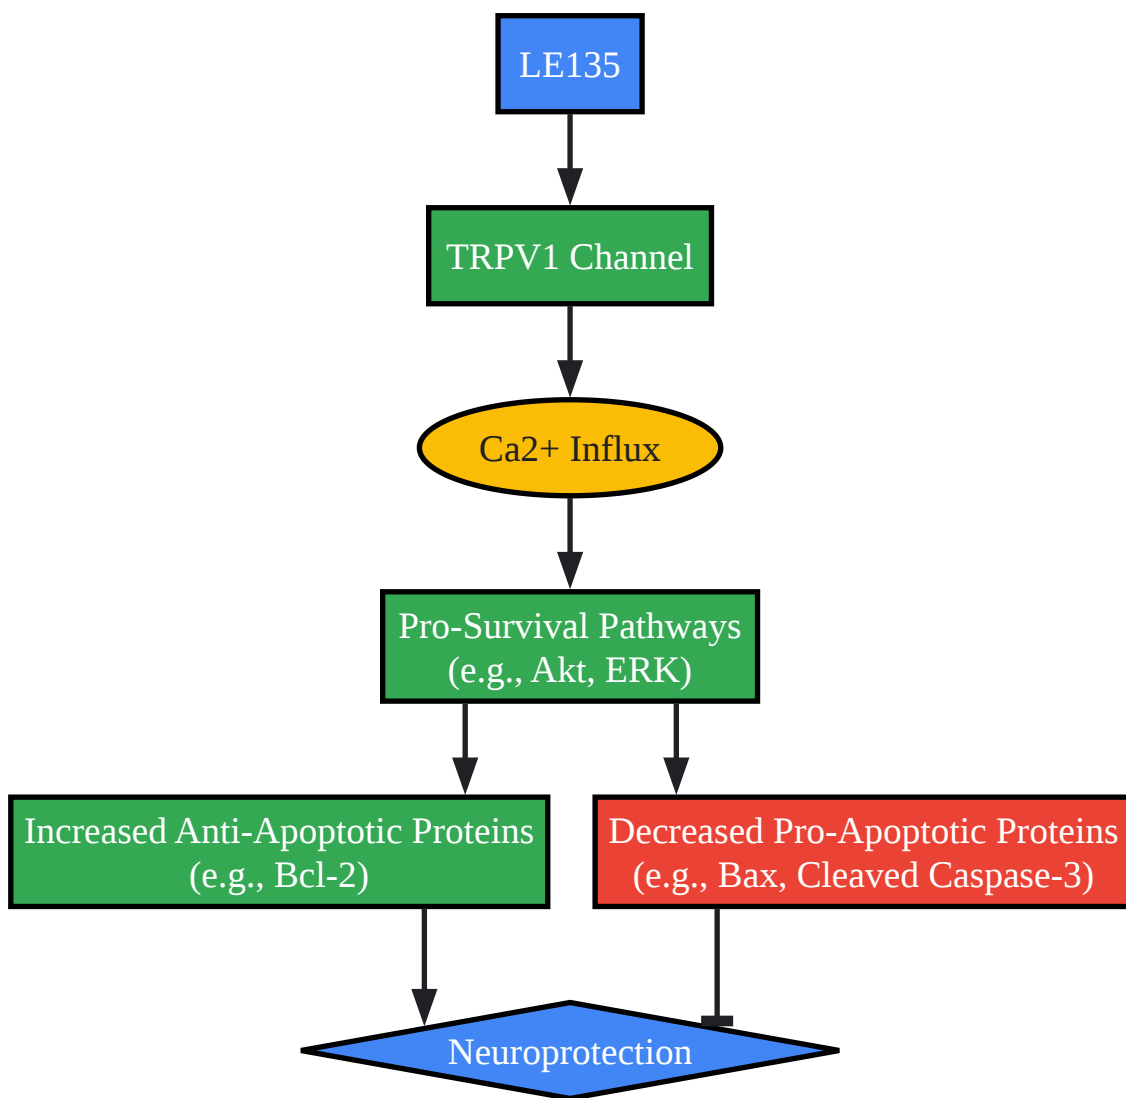 LE135
TRPV1 Channel
Ca2+ Influx
Pro-Survival Pathways
(e.g., Akt, ERK)
Increased Anti-Apoptotic Proteins
(e.g., Bcl-2)
Decreased Pro-Apoptotic Proteins
(e.g., Bax, Cleaved Caspase-3)
Neuroprotection